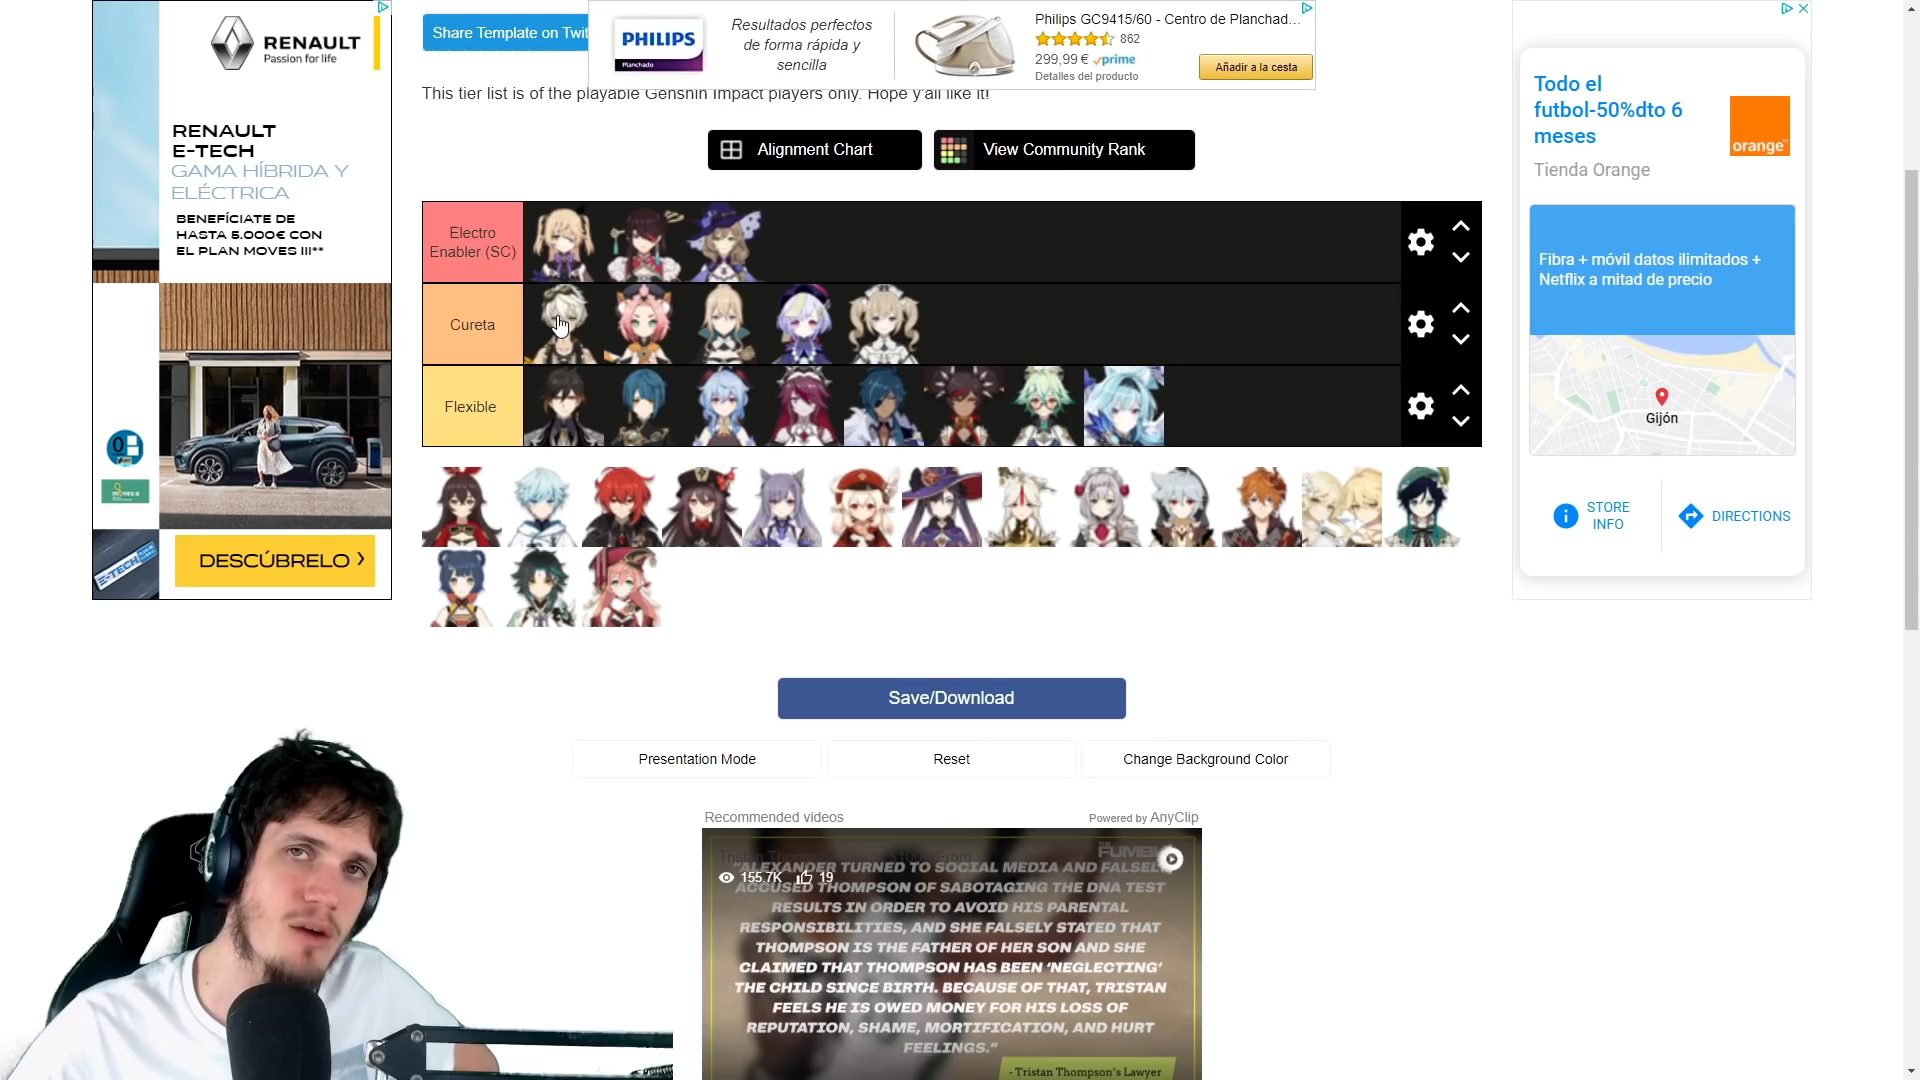 RENAULT
Passion for life
RENAULT
E-TECH
GAMA HÍBRIDA Y
ELÉCTRICA
BENEFÍCIATE DE
HASTA 5.000€ CON
EL PLAN MOVES III**
E-TECH
DESCÚBRELO
Share Template on Twit
PHILIPS
Planchado
Resultados perfectos
de forma rápida y
sencilla
Philips GC9415/60 - Centro de Planchad...
862
299,99 € prime
Detalles del producto
Añadir a la cesta
This tier list is of the playable Genshin Impact players only. Hope y'all like it!
Alignment Chart
View Community Rank
Electro
Enabler (SC)
Cureta
Flexible
Save/Download
Presentation Mode
Reset
Change Background Color
Recommended videos
Powered by AnyClip
155.7K
19
"ALEXANDER TURNED TO SOCIAL MEDIA AND FALSEL
ACCUSED THOMPSON OF SABOTAGING THE DNA TEST
RESULTS IN ORDER TO AVOID HIS PARENTAL
RESPONSIBILITIES, AND SHE FALSELY STATED THAT
THOMPSON IS THE FATHER OF HER SON AND SHE
CLAIMED THAT THOMPSON HAS BEEN 'NEGLECTING'
THE CHILD SINCE BIRTH. BECAUSE OF THAT, TRISTAN
FEELS HE IS OWED MONEY FOR HIS LOSS OF
REPUTATION, SHAME, MORTIFICATION, AND HURT
FEELINGS."
- Tristan Thompson's Lawyer
Todo el
futbol-50%dto 6
meses
orange
Tienda Orange
Fibra + móvil datos ilimitados +
Netflix a mitad de precio
Gijón
STORE
INFO
DIRECTIONS